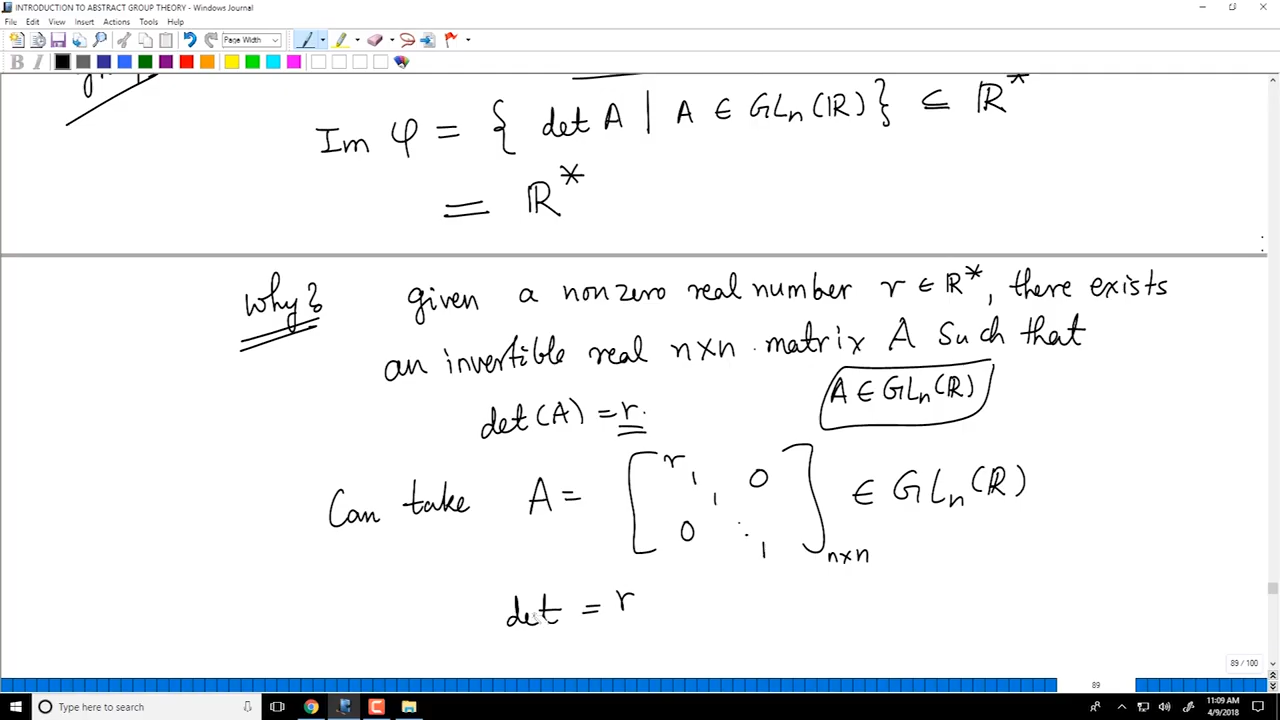 INTRODUCTION TO ABSTRACT GROUP THEORY - Windows Journal
File Edit View Insert Actions Tools Help
Page Width
B I
Im φ = { det A | A ∈ GLn(ℝ) } ⊆ ℝ*
= ℝ*
Why? given a nonzero real number r ∈ ℝ*, there exists
an invertible real n×n matrix A such that
det(A) = r. A ∈ GLn(ℝ)
Can take A = [ r 1 1 0 0 ⋱ 1 ] n×n ∈ GLn(ℝ)
det = r
89 / 100
89
Type here to search
11:09 AM
4/9/2018